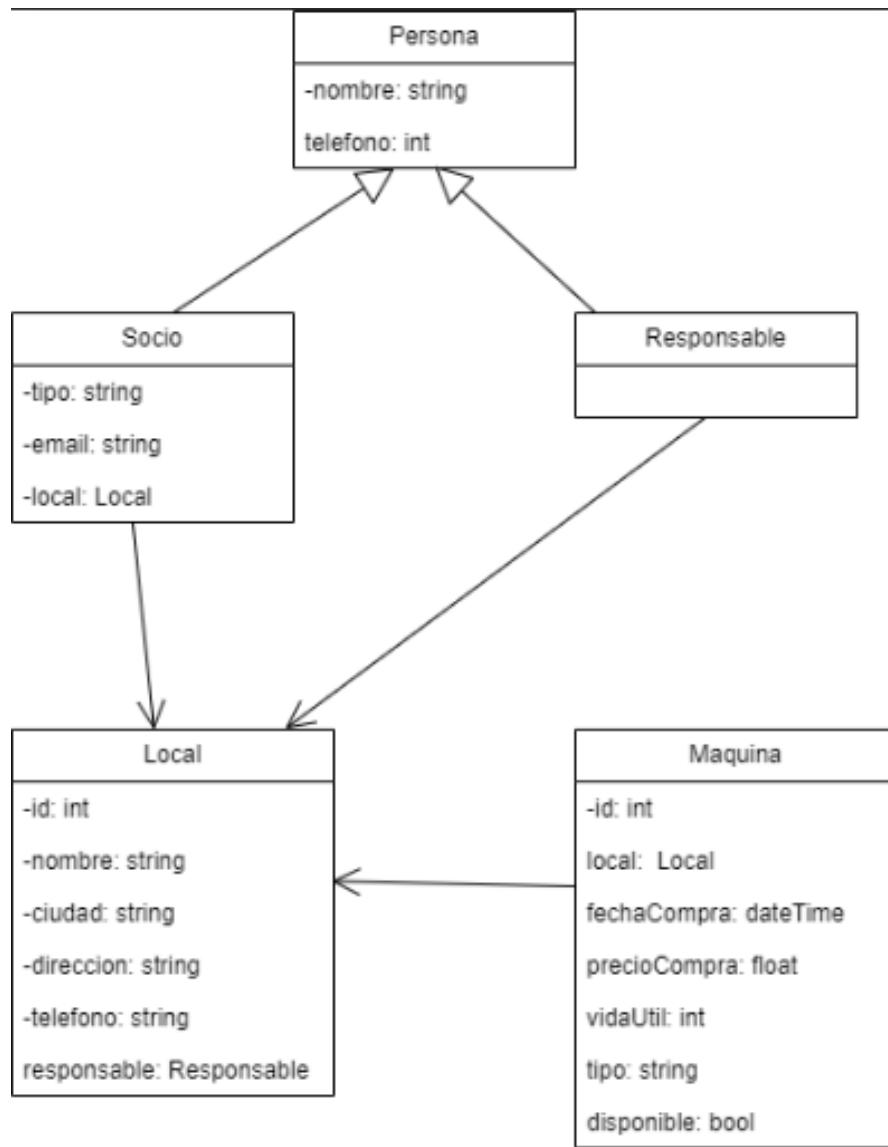 Persona
-nombre: string
telefono: int
Socio
-tipo: string
-email: string
-local: Local
Responsable
Local
-id: int
-nombre: string
-ciudad: string
-direccion: string
-telefono: string
responsable: Responsable
Maquina
-id: int
local: Local
fechaCompra: dateTime
precioCompra: float
vidaUtil: int
tipo: string
disponible: bool